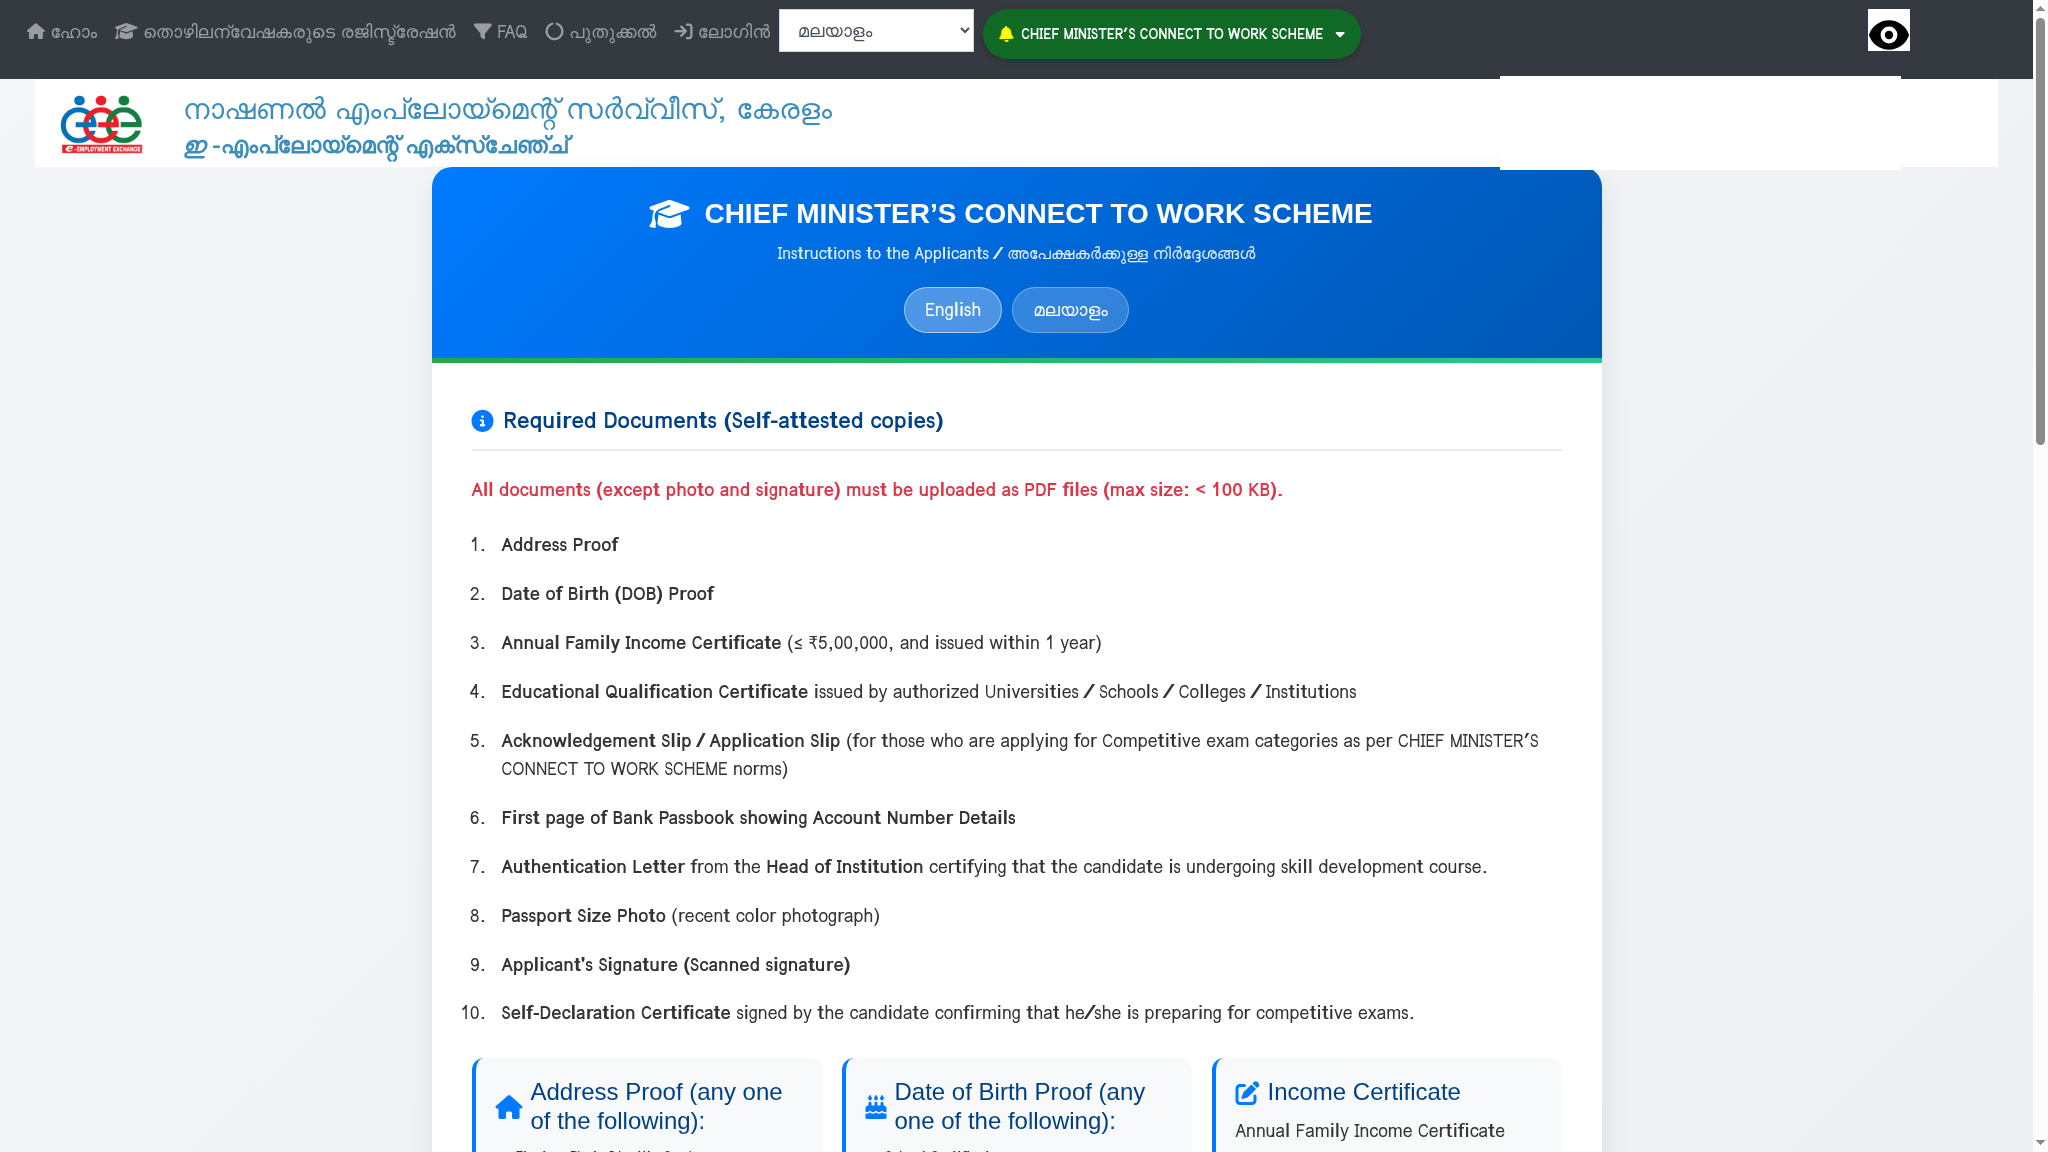 ഹോം തൊഴിലന്വേഷകരുടെ രജിസ്ട്രേഷൻ FAQ പുതുക്കൽ ലോഗിൻ മലയാളം CHIEF MINISTER’S CONNECT TO WORK SCHEME
e-EMPLOYMENT EXCHANGE
നാഷണൽ എംപ്ലോയ്മെന്റ് സർവ്വീസ്, കേരളം
ഇ -എംപ്ലോയ്മെന്റ് എക്സ്ചേഞ്ച്
CHIEF MINISTER’S CONNECT TO WORK SCHEME
Instructions to the Applicants / അപേക്ഷകർക്കുള്ള നിർദ്ദേശങ്ങൾ
English മലയാളം
Required Documents (Self-attested copies)
All documents (except photo and signature) must be uploaded as PDF files (max size: < 100 KB).
1. Address Proof
2. Date of Birth (DOB) Proof
3. Annual Family Income Certificate (≤ ₹5,00,000, and issued within 1 year)
4. Educational Qualification Certificate issued by authorized Universities / Schools / Colleges / Institutions
5. Acknowledgement Slip / Application Slip (for those who are applying for Competitive exam categories as per CHIEF MINISTER’S
CONNECT TO WORK SCHEME norms)
6. First page of Bank Passbook showing Account Number Details
7. Authentication Letter from the Head of Institution certifying that the candidate is undergoing skill development course.
8. Passport Size Photo (recent color photograph)
9. Applicant's Signature (Scanned signature)
10. Self-Declaration Certificate signed by the candidate confirming that he/she is preparing for competitive exams.
Address Proof (any one
of the following):
Date of Birth Proof (any
one of the following):
Income Certificate
Annual Family Income Certificate